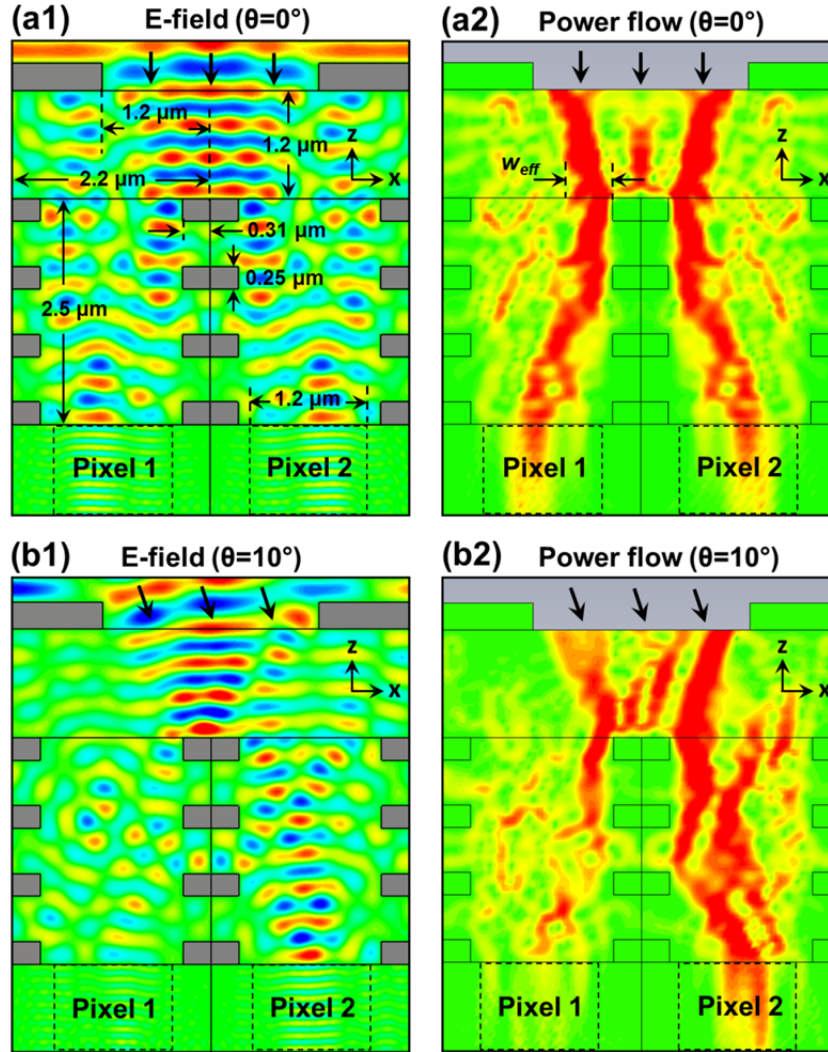 (a1) E-field (θ=0°)
(a2) Power flow (θ=0°)
1.2 μm
1.2 μm
z
x
2.2 μm
0.31 μm
0.25 μm
2.5 μm
1.2 μm
Pixel 1
Pixel 2
z
x
weff
Pixel 1
Pixel 2
(b1) E-field (θ=10°)
(b2) Power flow (θ=10°)
z
x
Pixel 1
Pixel 2
z
x
Pixel 1
Pixel 2